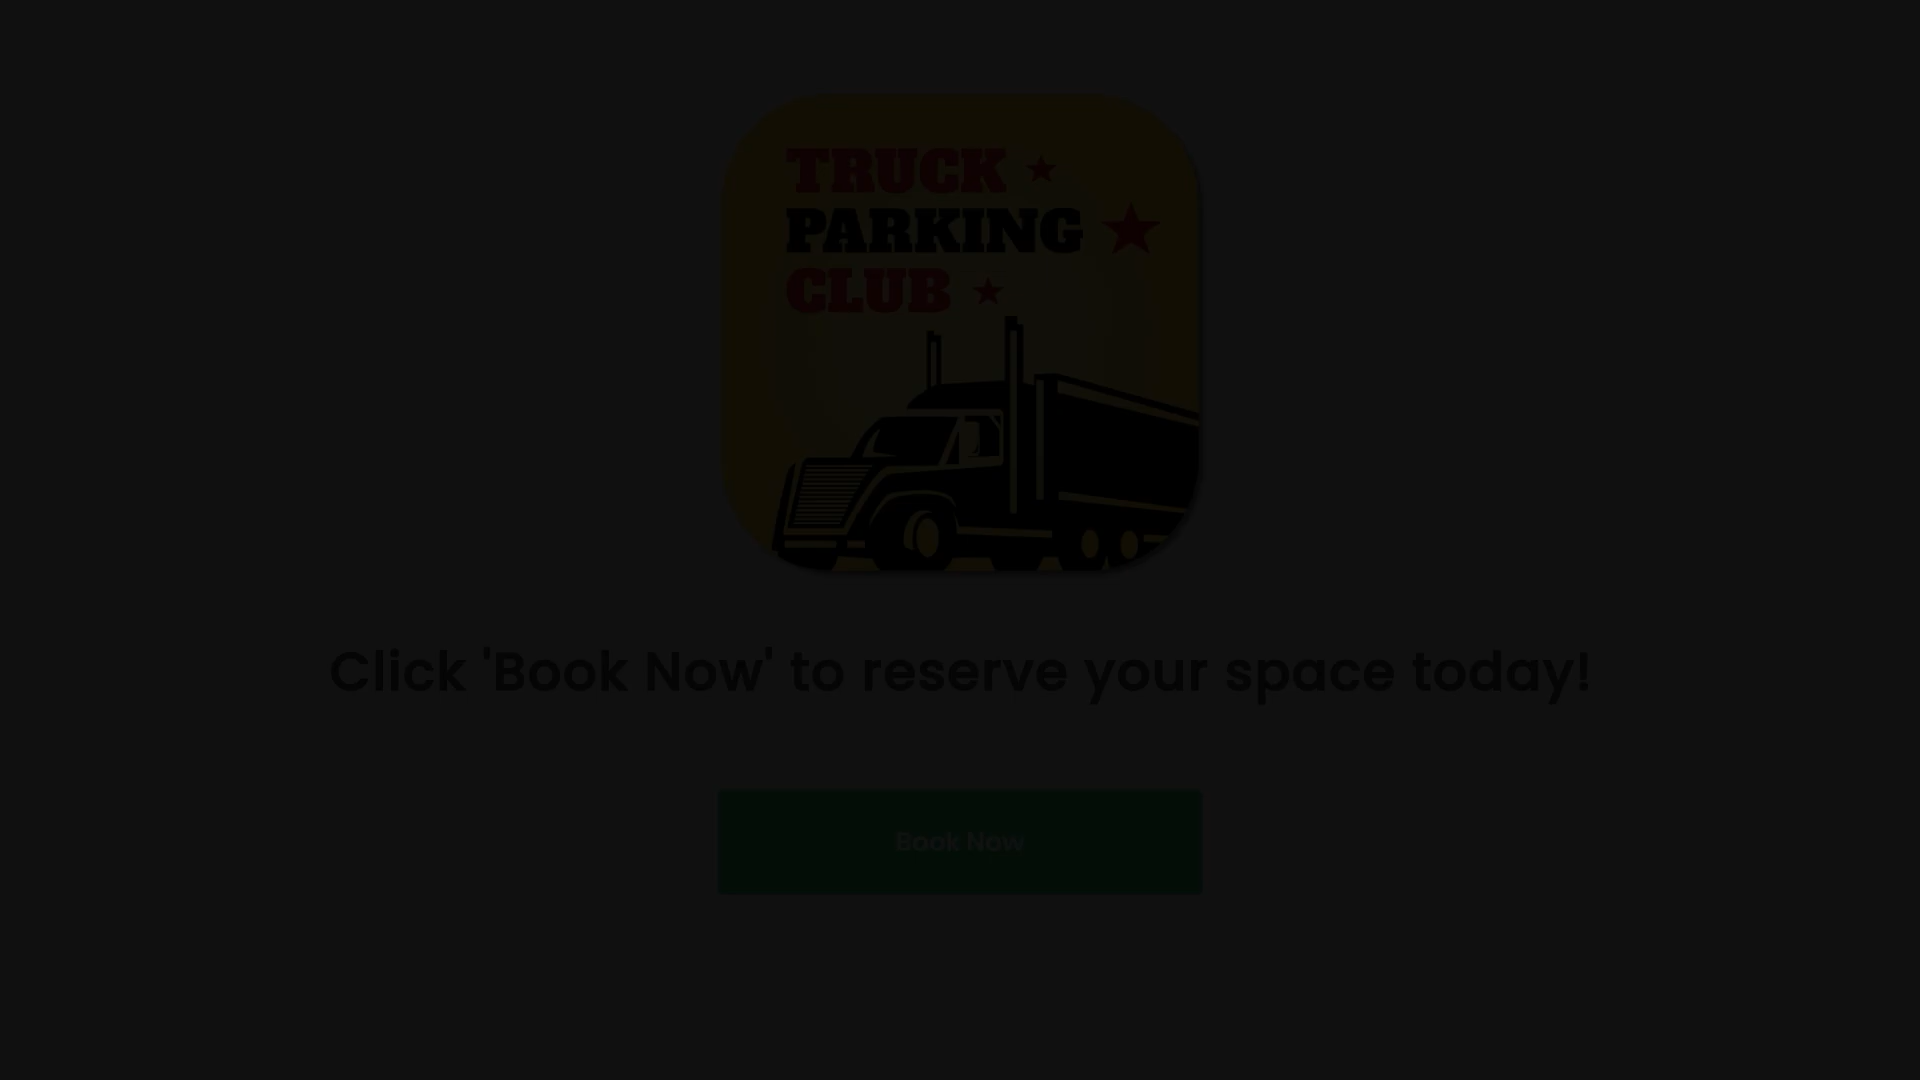 TRUCK
PARKING
CLUB
Click 'Book Now' to reserve your space today!
Book Now